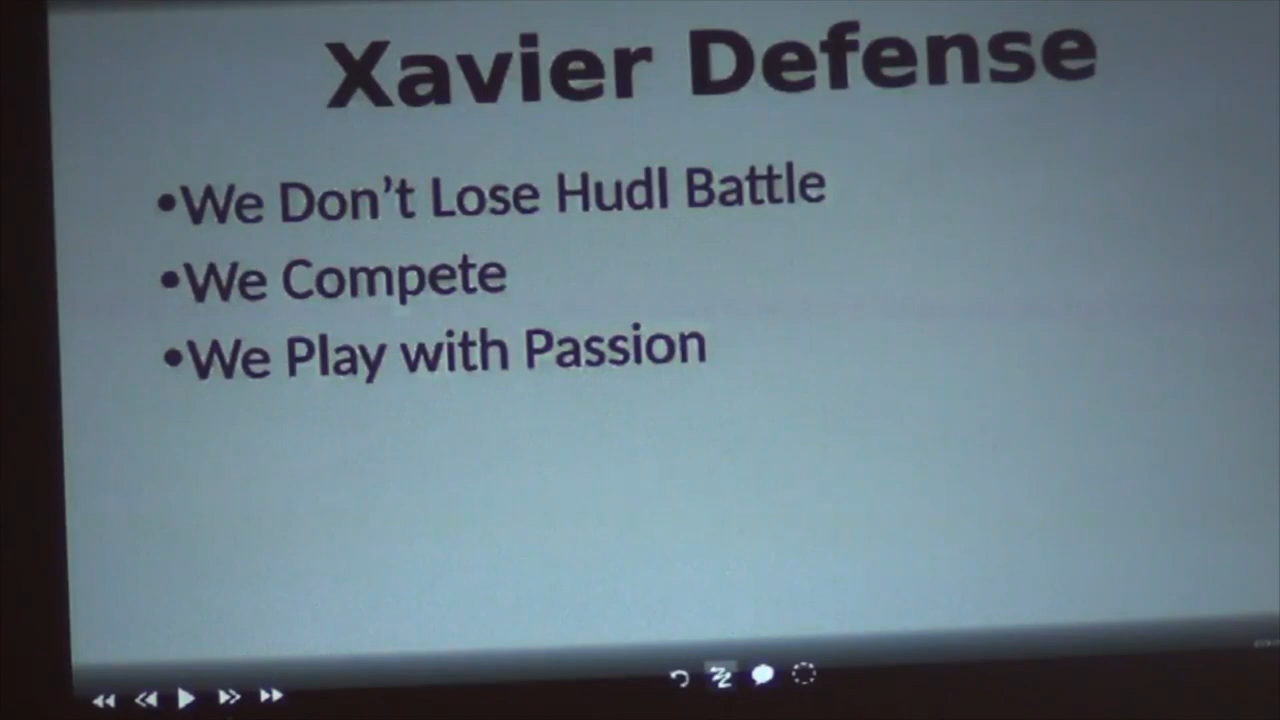 Xavier Defense
•We Don't Lose Hudl Battle
•We Compete
•We Play with Passion